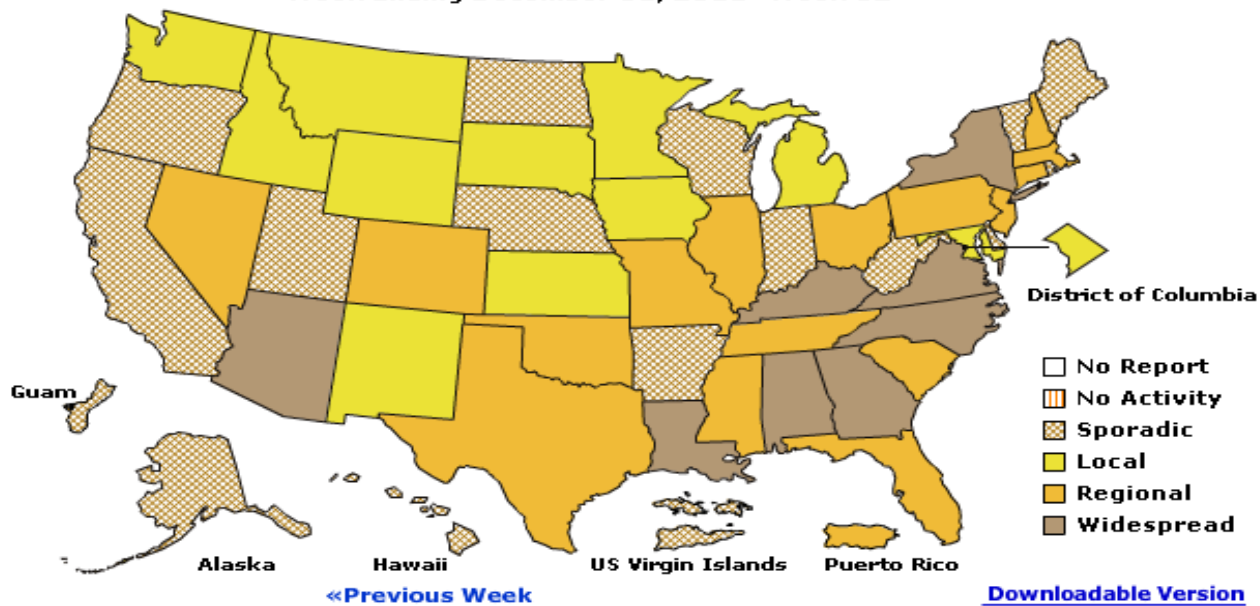 District of Columbia
No Report
Guam
No Activity
Sporadic
Local
Regional
Widespread
Alaska
Hawaii
US Virgin Islands
Puerto Rico
«Previous Week
Downloadable Version